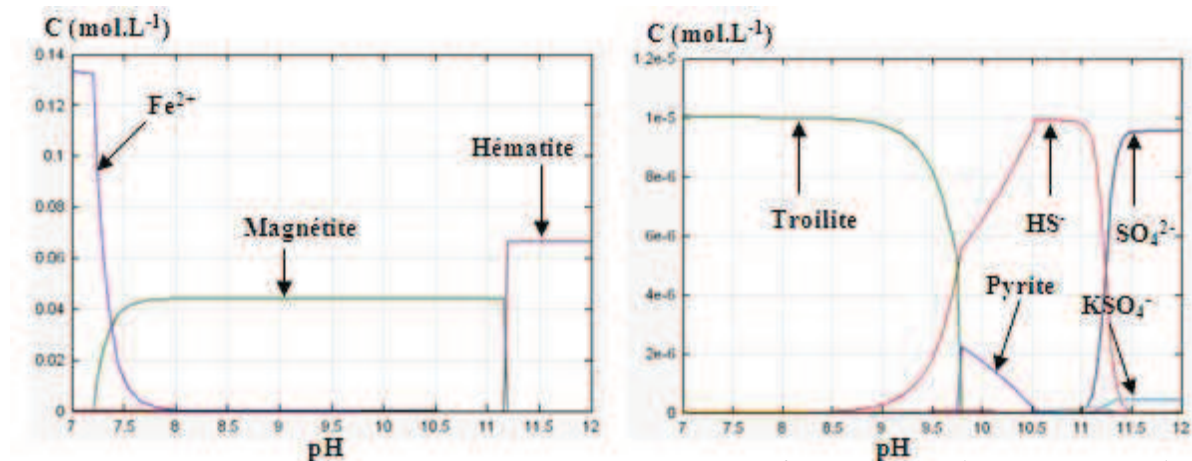 C (mol.L⁻¹)
0.14
0.12
0.1
0.08
0.06
0.04
0.02
0
7
7.5
8
8.5
9
9.5
10
10.5
11
11.5
12
pH
Fe²⁺
Magnétite
Hématite
C (mol.L⁻¹)
1.2e-5
1e-5
8e-6
6e-6
4e-6
2e-6
0
7
7.5
8
8.5
9
9.5
10
10.5
11
11.5
12
pH
Troilite
HS⁻
SO₄²⁻
Pyrite
KSO₄⁻